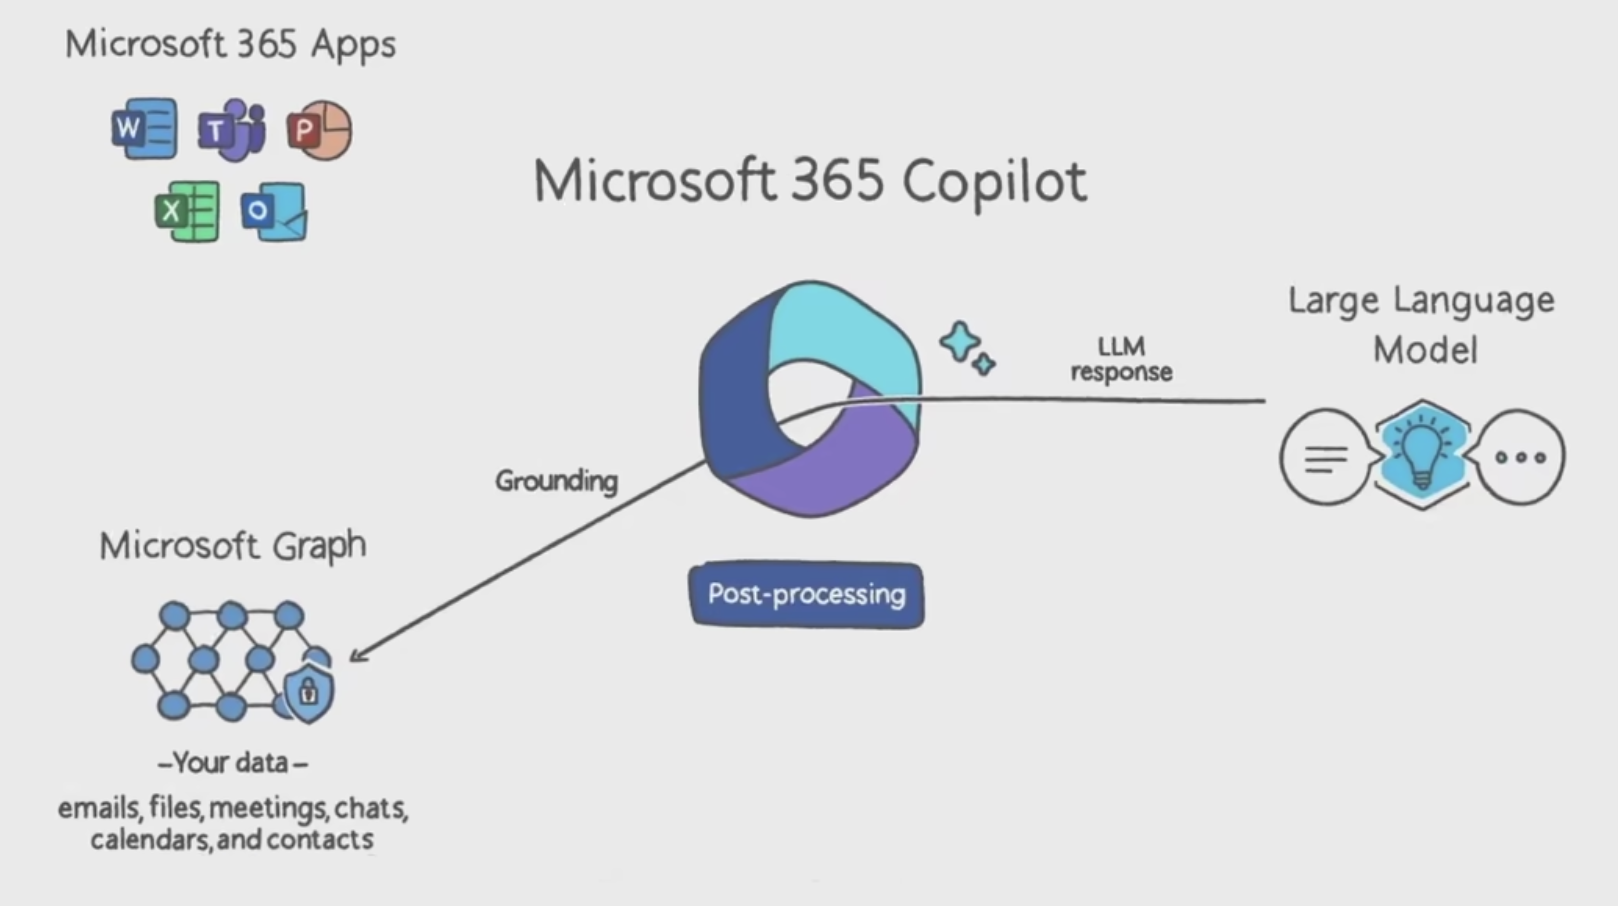 Microsoft 365 Apps
W
T
P
X
O
Microsoft 365 Copilot
Large Language
Model
LLM
response
Grounding
Microsoft Graph
Post-processing
–Your data–
emails, files, meetings, chats,
calendars, and contacts